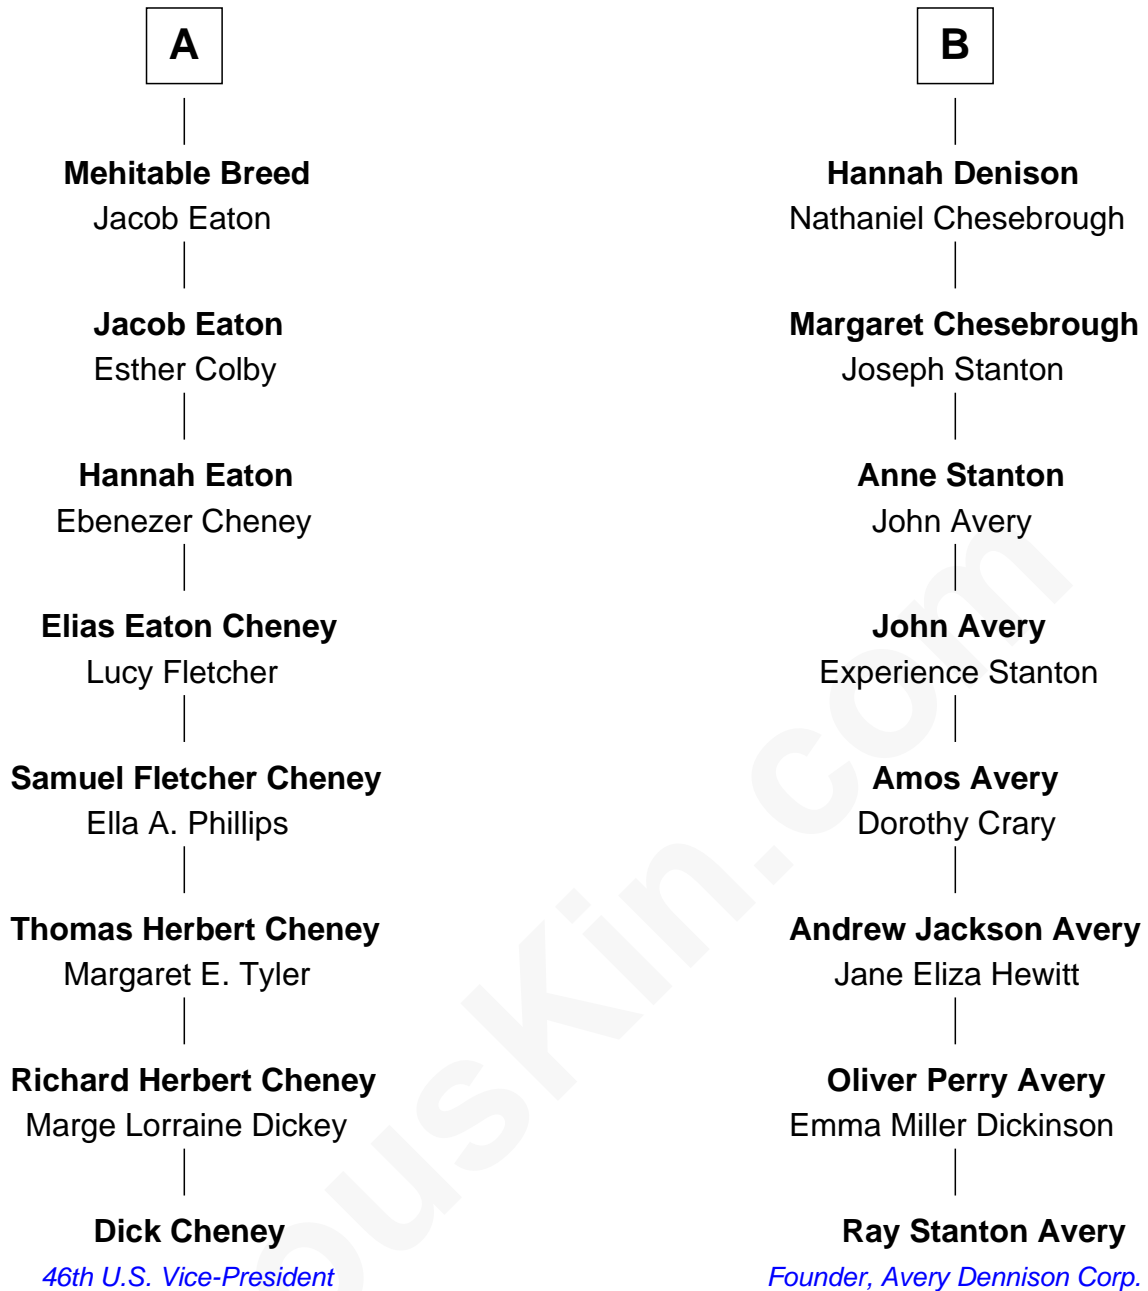 A
Mehitable Breed
Jacob Eaton
Jacob Eaton
Esther Colby
Hannah Eaton
Ebenezer Cheney
Elias Eaton Cheney
Lucy Fletcher
Samuel Fletcher Cheney
Ella A. Phillips
Thomas Herbert Cheney
Margaret E. Tyler
Richard Herbert Cheney
Marge Lorraine Dickey
Dick Cheney
46th U.S. Vice-President
B
Hannah Denison
Nathaniel Chesebrough
Margaret Chesebrough
Joseph Stanton
Anne Stanton
John Avery
John Avery
Experience Stanton
Amos Avery
Dorothy Crary
Andrew Jackson Avery
Jane Eliza Hewitt
Oliver Perry Avery
Emma Miller Dickinson
Ray Stanton Avery
Founder, Avery Dennison Corp.
ousKin.com